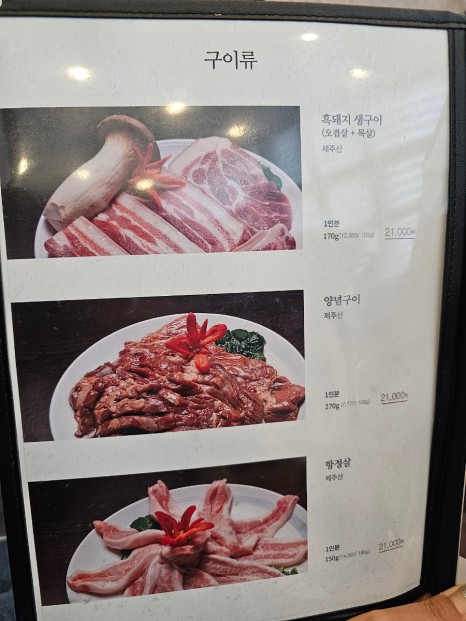 구이류
흑돼지 생구이
(오겹살 + 목살)
제주산
1인분
170g 21,000원
양념구이
제주산
1인분
270g 21,000원
항정살
제주산
1인분
150g 21,000원